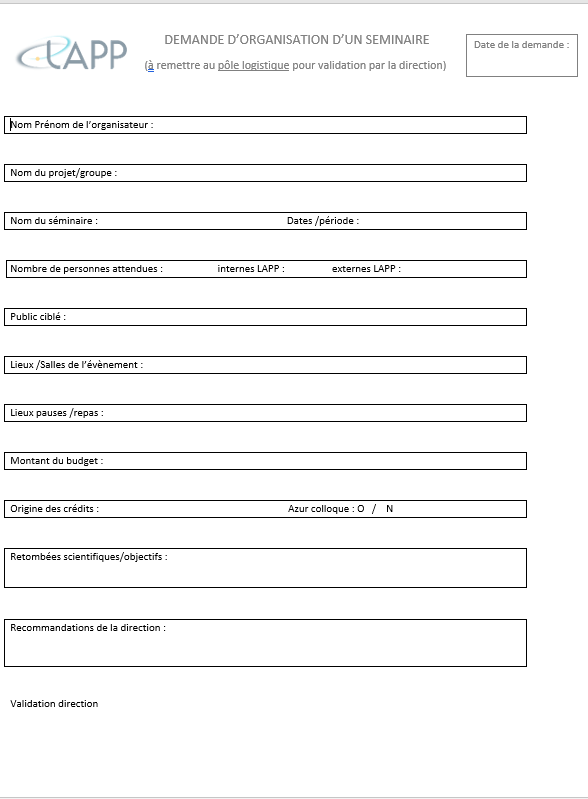 LAPP
DEMANDE D'ORGANISATION D'UN SEMINAIRE
(à remettre au pôle logistique pour validation par la direction)
Date de la demande :
Nom Prénom de l'organisateur :
Nom du projet/groupe :
Nom du séminaire : Dates /période :
Nombre de personnes attendues : internes LAPP : externes LAPP :
Public ciblé :
Lieux /Salles de l'évènement :
Lieux pauses /repas :
Montant du budget :
Origine des crédits : Azur colloque : O / N
Retombées scientifiques/objectifs :
Recommandations de la direction :
Validation direction